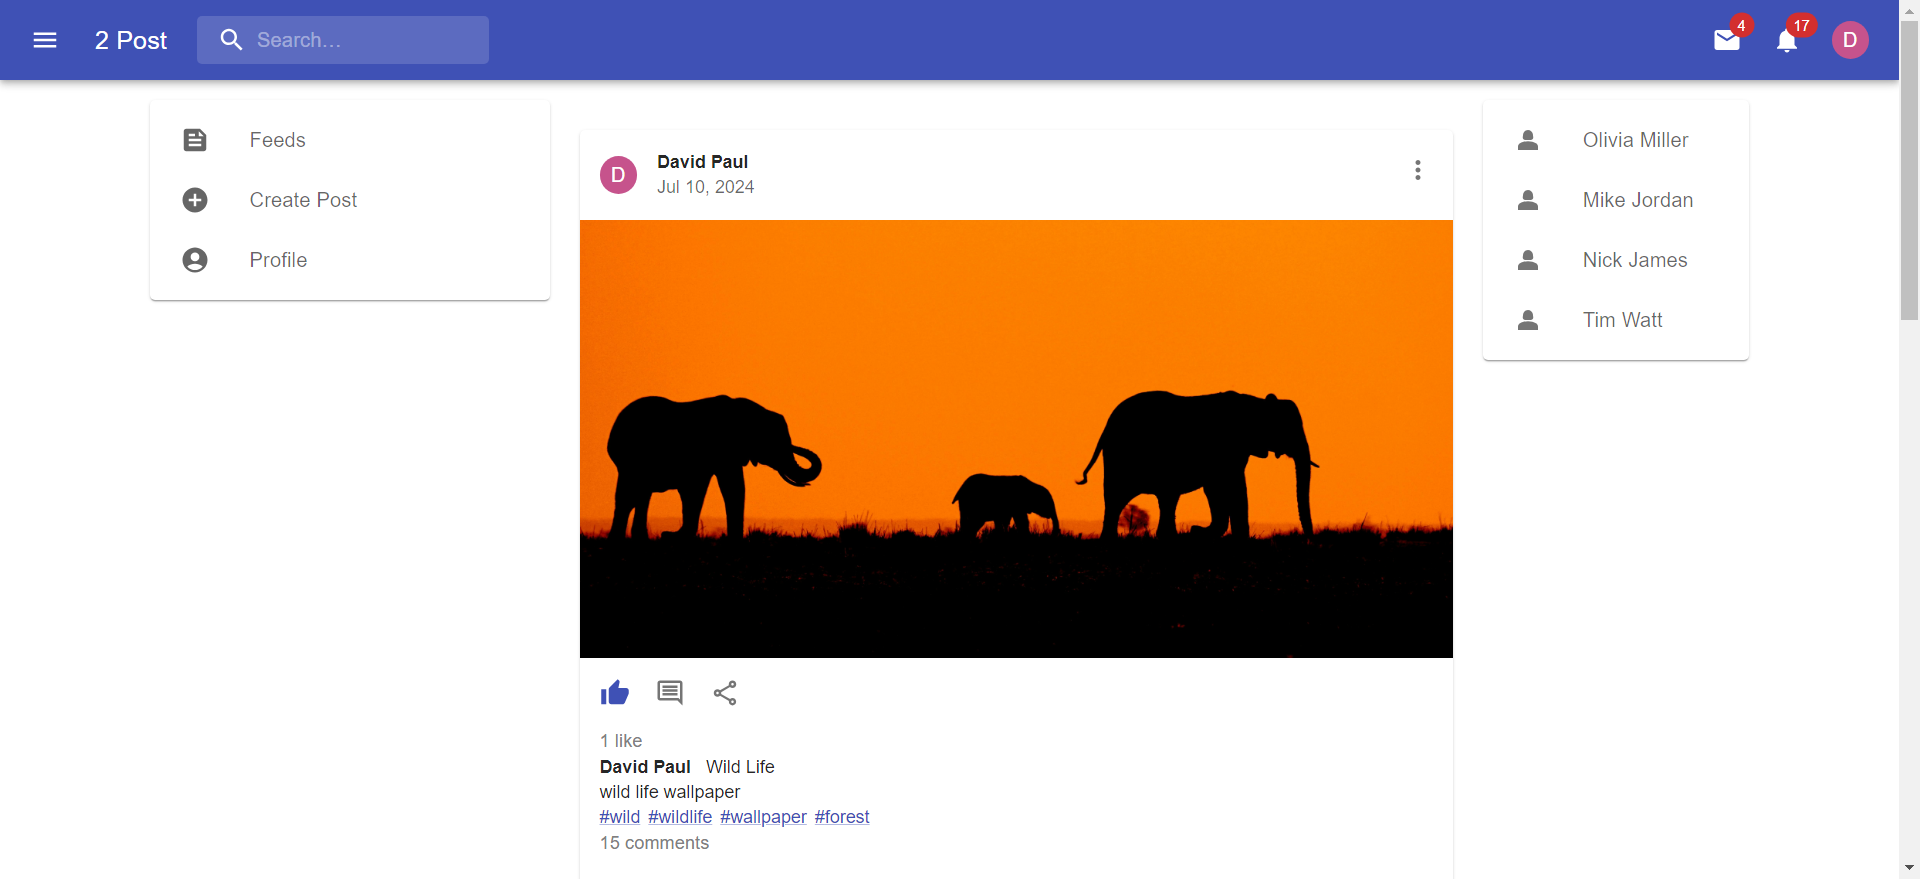 2 Post
Search...
4
17
D
Feeds
Create Post
Profile
D
David Paul
Jul 10, 2024
1 like
David Paul Wild Life
wild life wallpaper
#wild #wildlife #wallpaper #forest
15 comments
Olivia Miller
Mike Jordan
Nick James
Tim Watt